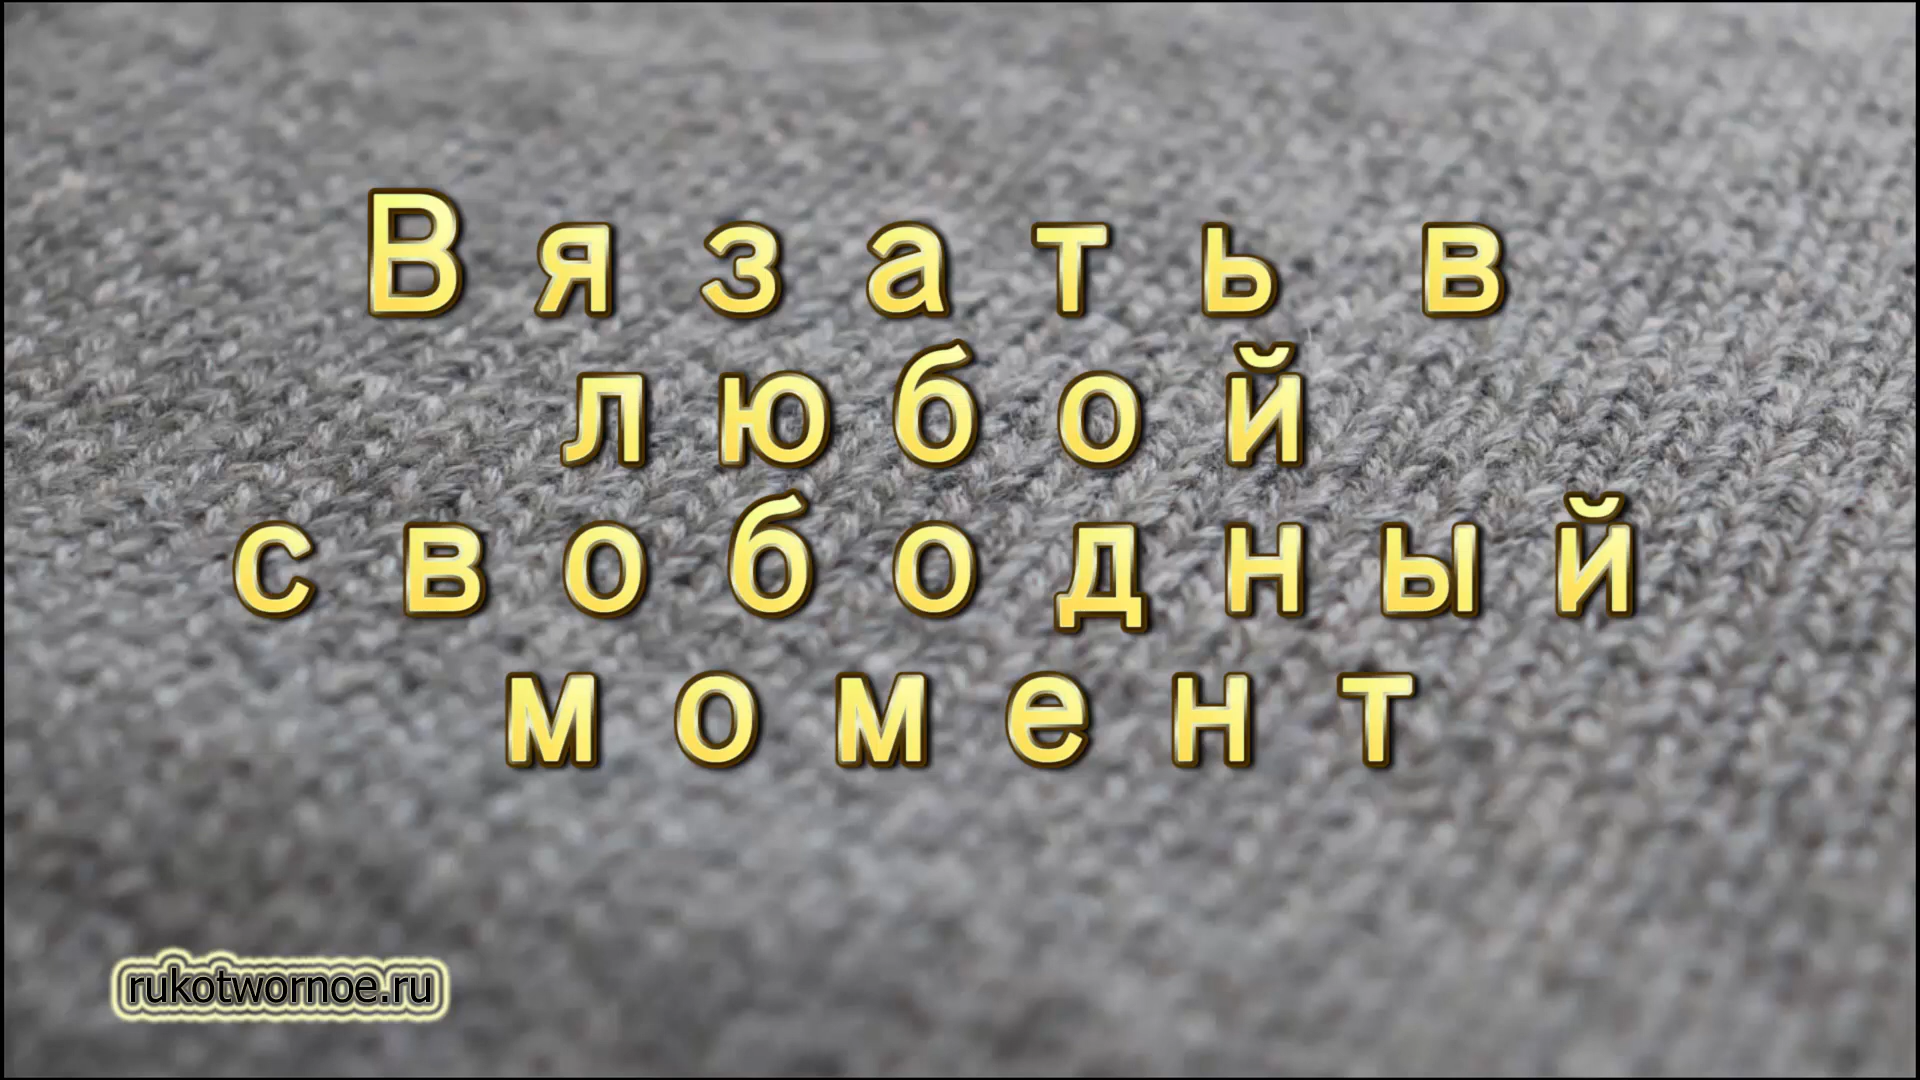 Вязать в
любой
свободный
момент
rukotwornoe.ru